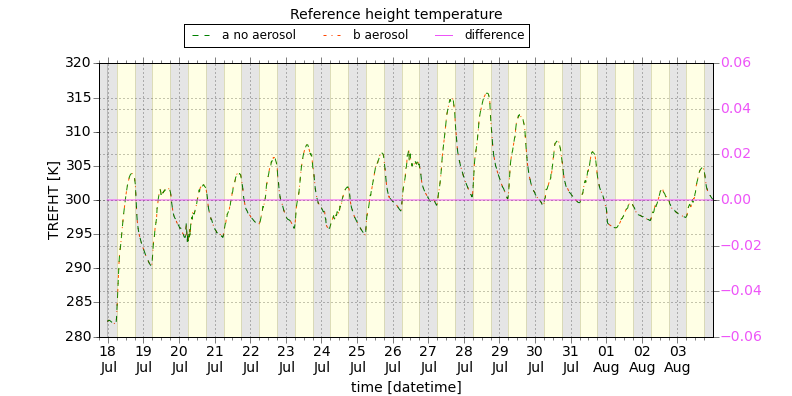 Reference height temperature
a no aerosol b aerosol difference
320 0.06
315 0.04
310
305 0.02
300 0.00
295 −0.02
290
285 −0.04
280 −0.06
TREFHT [K]
18 19 20 21 22 23 24 25 26 27 28 29 30 31 01 02 03
Jul Jul Jul Jul Jul Jul Jul Jul Jul Jul Jul Jul Jul Jul Aug Aug Aug
time [datetime]